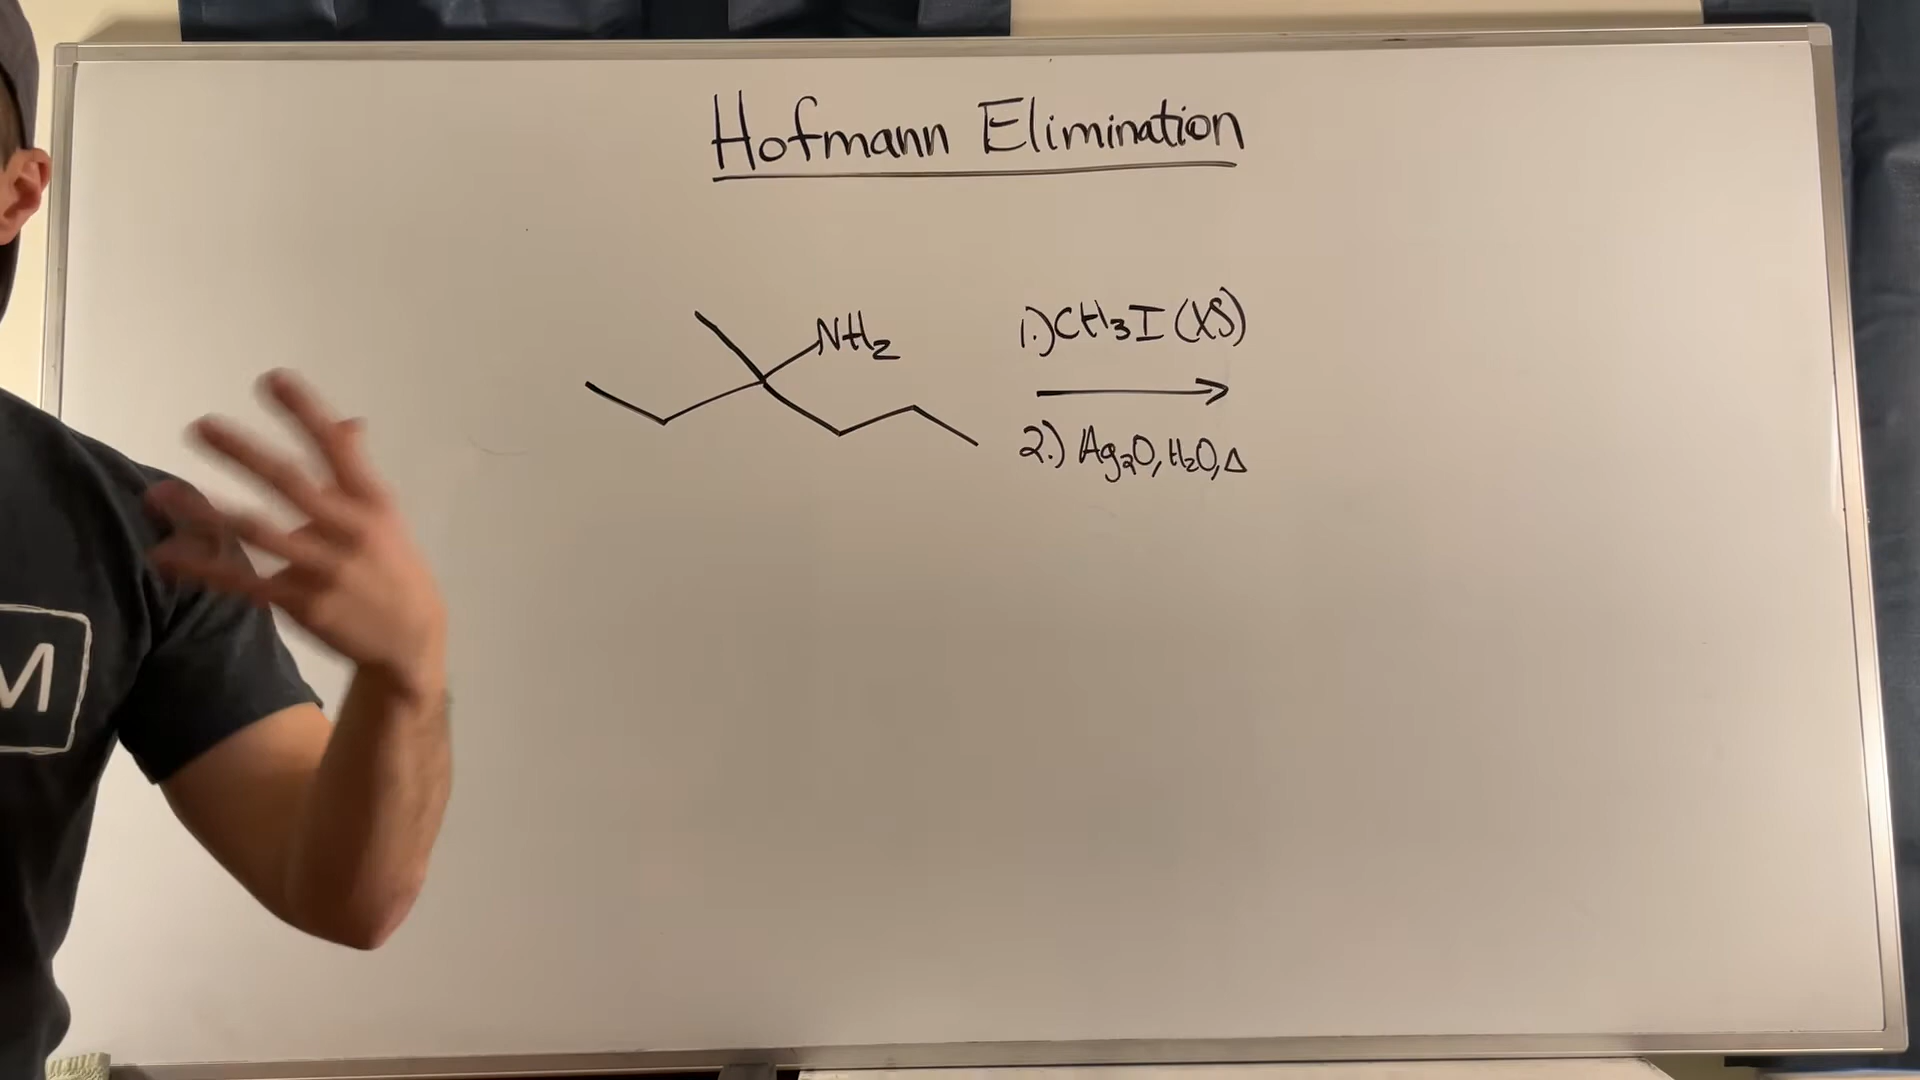 Hofmann Elimination
NH₂
1.) CH₃I (XS)
2.) Ag₂O, H₂O, Δ
M